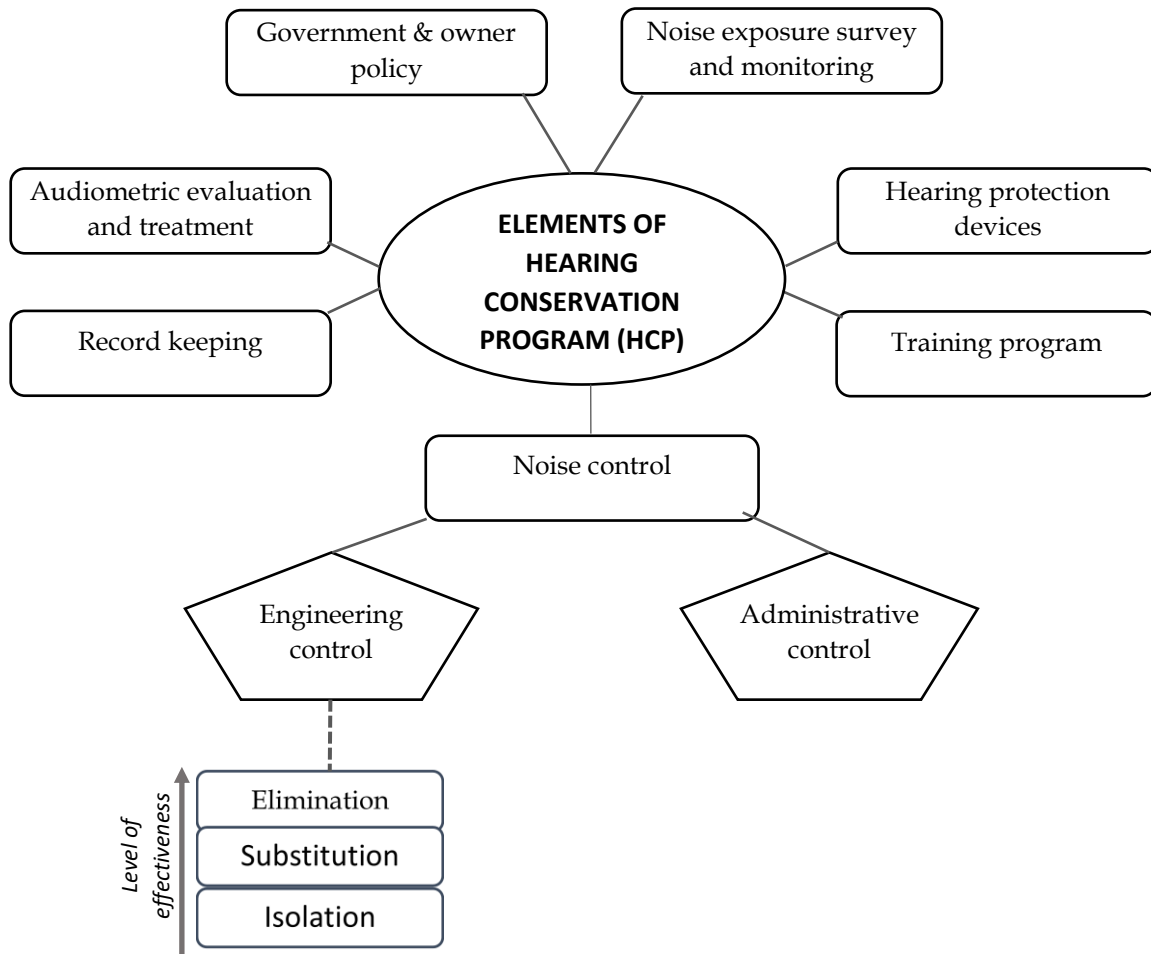 Government & owner
policy
Noise exposure survey
and monitoring
Audiometric evaluation
and treatment
ELEMENTS OF
HEARING
CONSERVATION
PROGRAM (HCP)
Hearing protection
devices
Record keeping
Training program
Noise control
Engineering
control
Administrative
control
Level of
effectiveness
Elimination
Substitution
Isolation